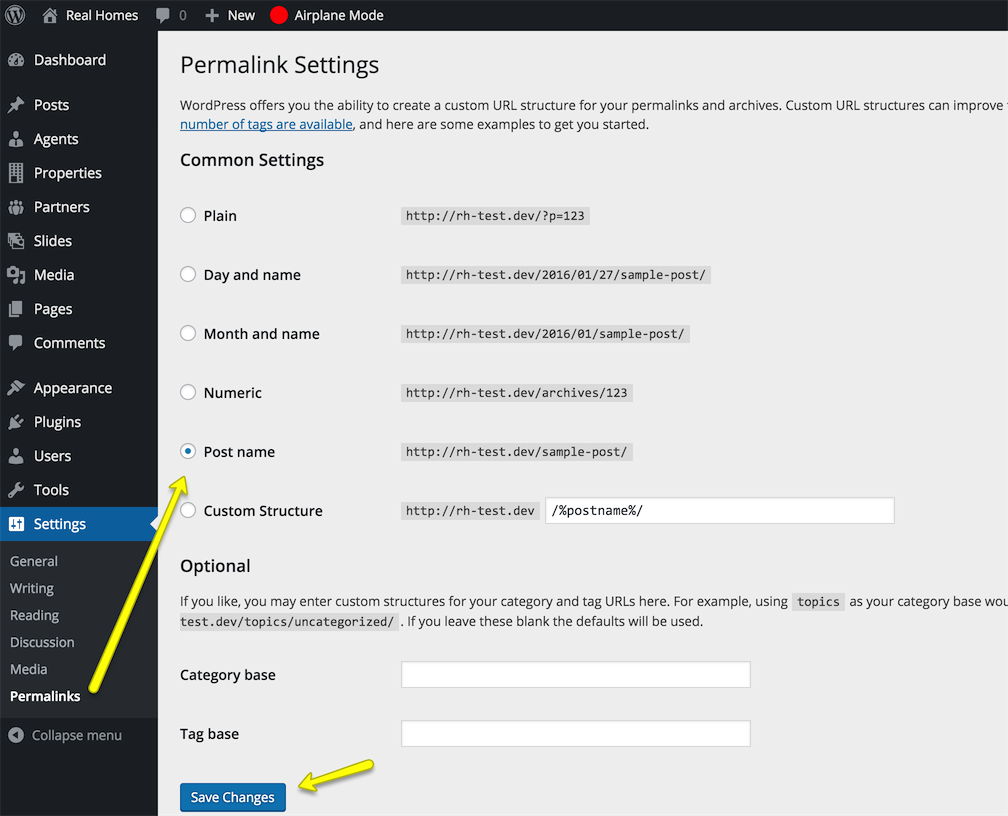 Real Homes 0 New Airplane Mode
Dashboard
Posts
Agents
Properties
Partners
Slides
Media
Pages
Comments
Appearance
Plugins
Users
Tools
Settings
General
Writing
Reading
Discussion
Media
Permalinks
Collapse menu
Permalink Settings
WordPress offers you the ability to create a custom URL structure for your permalinks and archives. Custom URL structures can improve
number of tags are available, and here are some examples to get you started.
Common Settings
Plain http://rh-test.dev/?p=123
Day and name http://rh-test.dev/2016/01/27/sample-post/
Month and name http://rh-test.dev/2016/01/sample-post/
Numeric http://rh-test.dev/archives/123
Post name http://rh-test.dev/sample-post/
Custom Structure http://rh-test.dev /%postname%/
Optional
If you like, you may enter custom structures for your category and tag URLs here. For example, using topics as your category base
test.dev/topics/uncategorized/ . If you leave these blank the defaults will be used.
Category base
Tag base
Save Changes